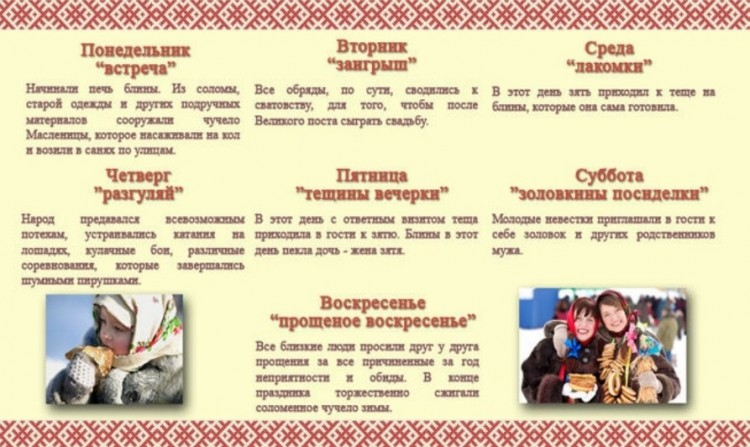 Понедельник
“встреча”
Начинали печь блины. Из соломы,
старой одежды и других подручных
материалов сооружали чучело
Масленицы, которое насаживали на кол
и возили в санях по улицам.
Вторник
“заигрыш”
Все обряды, по сути, сводились к
сватовству, для того, чтобы после
Великого поста сыграть свадьбу.
Среда
“лакомки”
В этот день зять приходил к теще на
блины, которые она сама готовила.
Четверг
”разгуляй”
Народ предавался всевозможным
потехам, устраивались катания на
лошадях, кулачные бои, различные
соревнования, которые завершались
шумными пирушками.
Пятница
”тещины вечерки”
В этот день с ответным визитом теща
приходила в гости к зятю. Блины в этот
день пекла дочь - жена зятя.
Суббота
”золовкины посиделки”
Молодые невестки приглашали в гости к
себе золовок и других родственников
мужа.
Воскресенье
“прощеное воскресенье”
Все близкие люди просили друг у друга
прощения за все причиненные за год
неприятности и обиды. В конце
праздника торжественно сжигали
соломенное чучело зимы.